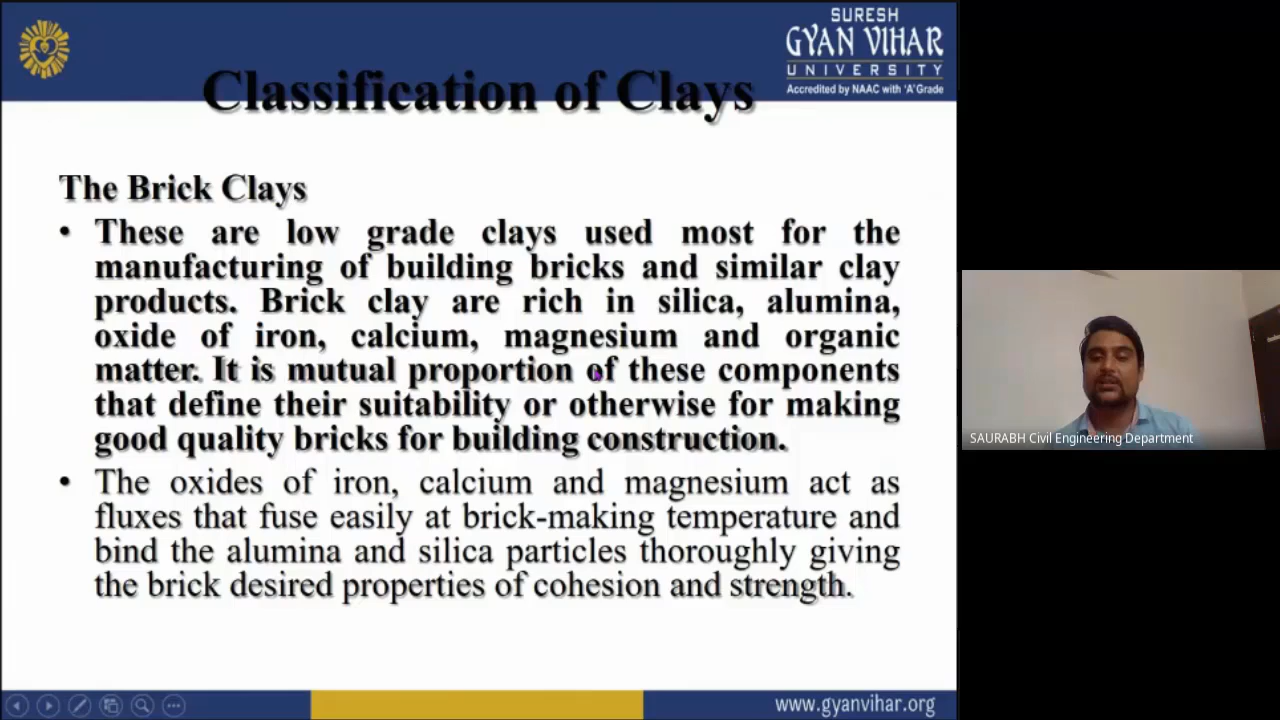 SURESH
GYAN VIHAR
UNIVERSITY
Accredited by NAAC with 'A' Grade
Classification of Clays
The Brick Clays
• These are low grade clays used most for the
manufacturing of building bricks and similar clay
products. Brick clay are rich in silica, alumina,
oxide of iron, calcium, magnesium and organic
matter. It is mutual proportion of these components
that define their suitability or otherwise for making
good quality bricks for building construction.
• The oxides of iron, calcium and magnesium act as
fluxes that fuse easily at brick-making temperature and
bind the alumina and silica particles thoroughly giving
the brick desired properties of cohesion and strength.
www.gyanvihar.org
SAURABH Civil Engineering Department